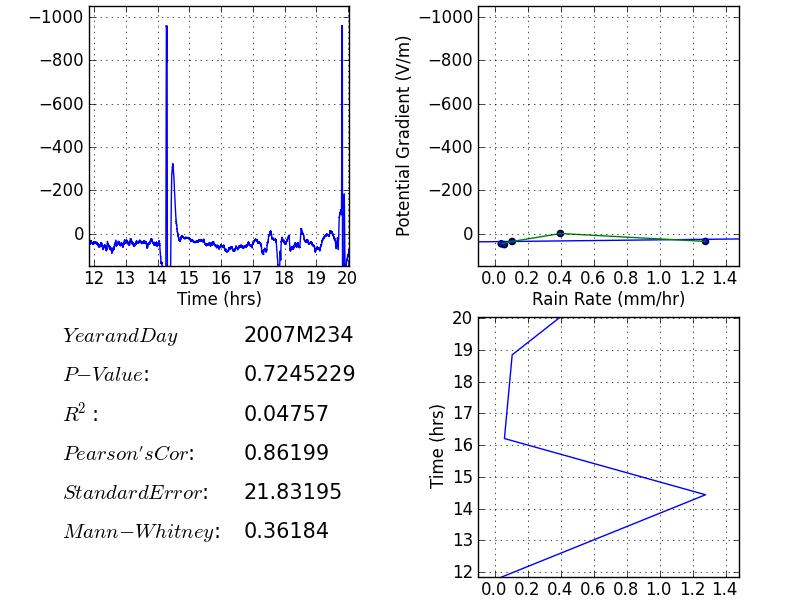 −1000
−800
−600
−400
−200
0
12 13 14 15 16 17 18 19 20
Time (hrs)
−1000
−800
−600
−400
−200
0
Potential Gradient (V/m)
0.0 0.2 0.4 0.6 0.8 1.0 1.2 1.4
Rain Rate (mm/hr)
YearandDay 2007M234
P−Value: 0.7245229
R²: 0.04757
Pearson'sCor: 0.86199
StandardError: 21.83195
Mann−Whitney: 0.36184
20
19
18
17
16
15
14
13
12
Time (hrs)
0.0 0.2 0.4 0.6 0.8 1.0 1.2 1.4